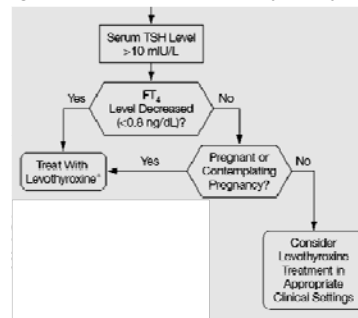 Serum TSH Level
>10 mIU/L
Yes
FT4
Level Decreased
(<0.8 ng/dL)?
No
Treat With
Levothyroxine*
Yes
Pregnant or
Contemplating
Pregnancy?
No
Consider
Levothyroxine
Treatment in
Appropriate
Clinical Settings